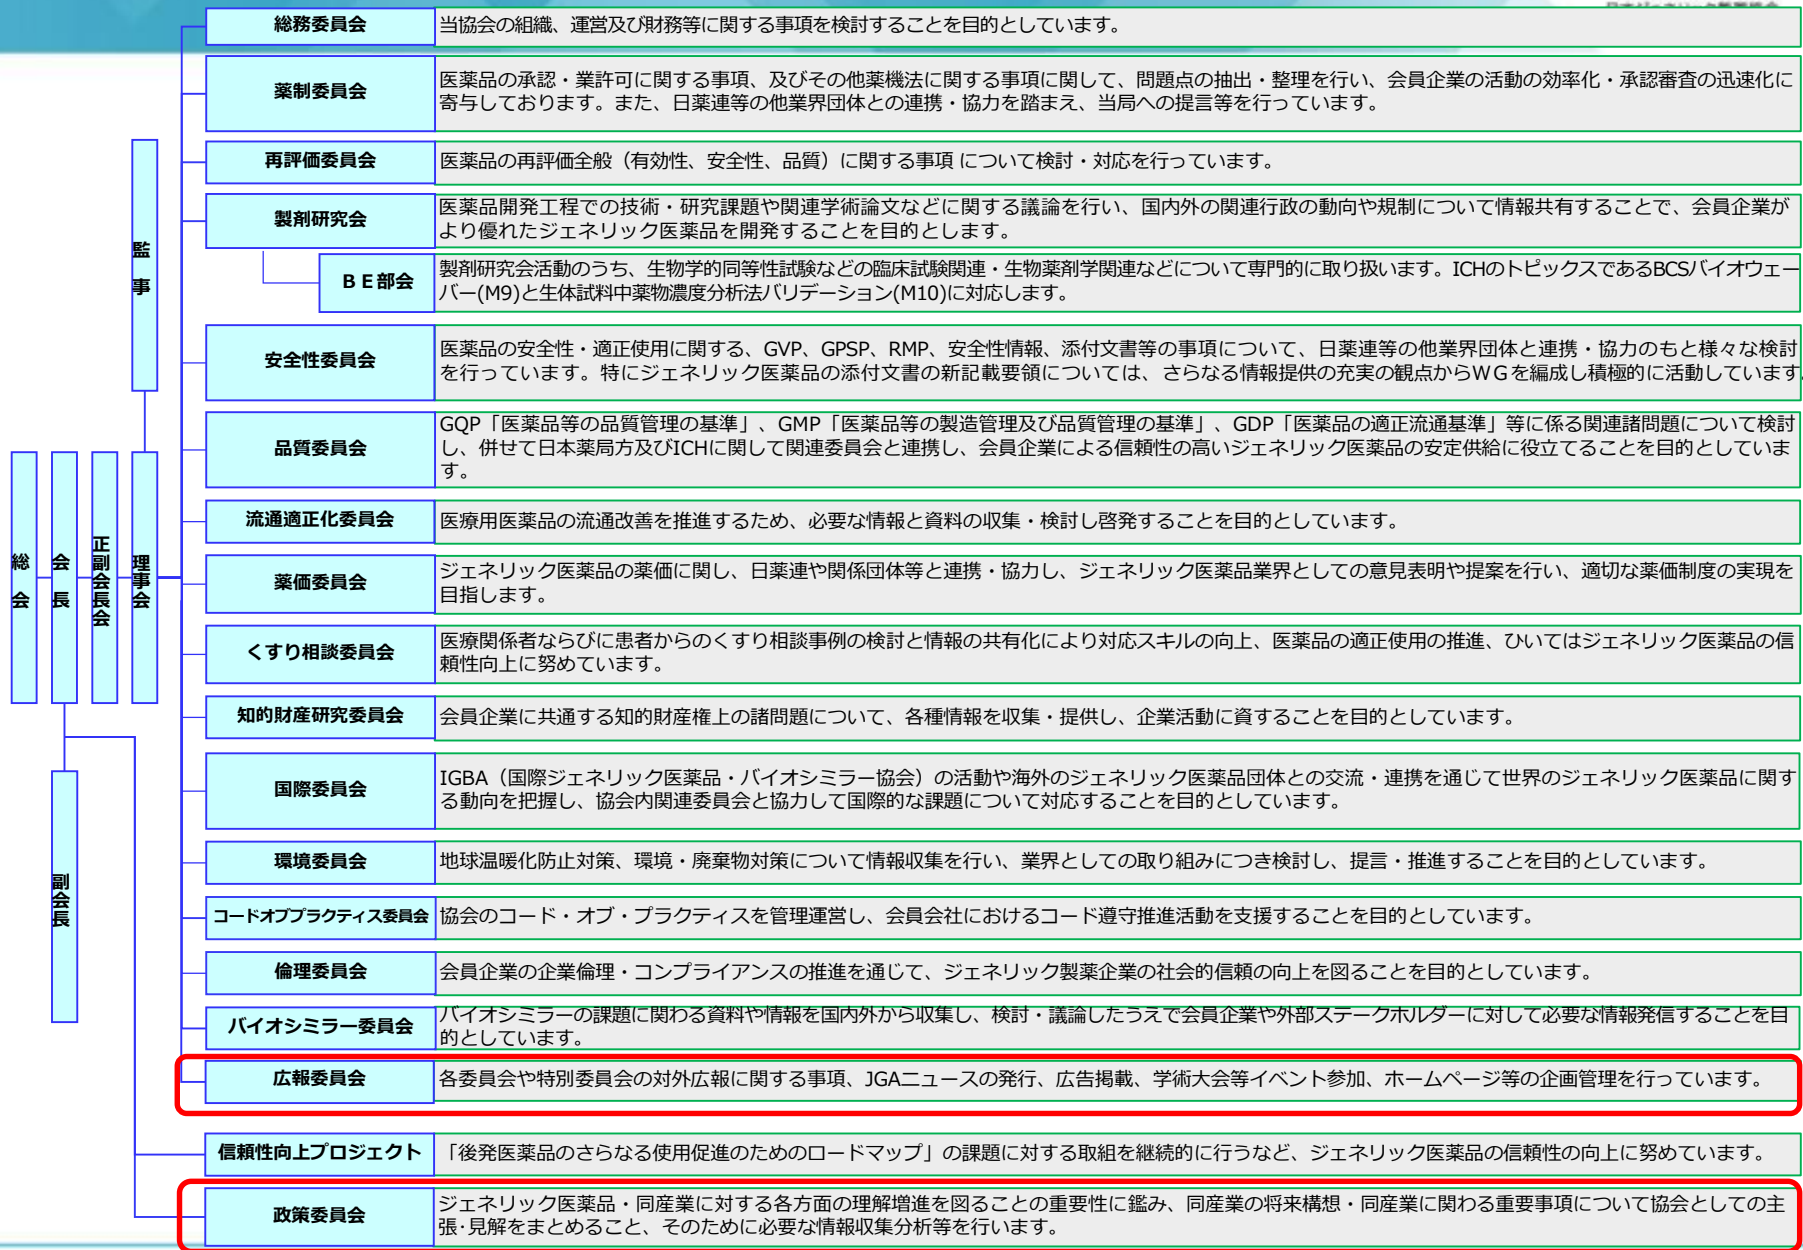 総務委員会
当協会の組織、運営及び財務等に関する事項を検討することを目的としています。
薬制委員会
医薬品の承認・業許可に関する事項、及びその他薬機法に関する事項に関して、問題点の抽出・整理を行い、会員企業の活動の効率化・承認審査の迅速化に
寄与しております。また、日薬連等の他業界団体との連携・協力を踏まえ、当局への提言等を行っています。
再評価委員会
医薬品の再評価全般（有効性、安全性、品質）に関する事項 について検討・対応を行っています。
製剤研究会
医薬品開発工程での技術・研究課題や関連学術論文などに関する議論を行い、国内外の関連行政の動向や規制について情報共有することで、会員企業が
より優れたジェネリック医薬品を開発することを目的とします。
ＢＥ部会
製剤研究会活動のうち、生物学的同等性試験などの臨床試験関連・生物薬剤学関連などについて専門的に取り扱います。ICHのトピックスであるBCSバイオウェー
バー(M9)と生体試料中薬物濃度分析法バリデーション(M10)に対応します。
安全性委員会
医薬品の安全性・適正使用に関する、GVP、GPSP、RMP、安全性情報、添付文書等の事項について、日薬連等の他業界団体と連携・協力のもと様々な検討
を行っています。特にジェネリック医薬品の添付文書の新記載要領については、さらなる情報提供の充実の観点からＷＧを編成し積極的に活動しています。
品質委員会
GQP「医薬品等の品質管理の基準」、GMP「医薬品等の製造管理及び品質管理の基準」、GDP「医薬品の適正流通基準」等に係る関連諸問題について検討
し、併せて日本薬局方及びICHに関して関連委員会と連携し、会員企業による信頼性の高いジェネリック医薬品の安定供給に役立てることを目的としていま
す。
流通適正化委員会
医療用医薬品の流通改善を推進するため、必要な情報と資料の収集・検討し啓発することを目的としています。
薬価委員会
ジェネリック医薬品の薬価に関し、日薬連や関係団体等と連携・協力し、ジェネリック医薬品業界としての意見表明や提案を行い、適切な薬価制度の実現を
目指します。
くすり相談委員会
医療関係者ならびに患者からのくすり相談事例の検討と情報の共有化により対応スキルの向上、医薬品の適正使用の推進、ひいてはジェネリック医薬品の信
頼性向上に努めています。
知的財産研究委員会
会員企業に共通する知的財産権上の諸問題について、各種情報を収集・提供し、企業活動に資することを目的としています。
国際委員会
IGBA（国際ジェネリック医薬品・バイオシミラー協会）の活動や海外のジェネリック医薬品団体との交流・連携を通じて世界のジェネリック医薬品に関す
る動向を把握し、協会内関連委員会と協力して国際的な課題について対応することを目的としています。
環境委員会
地球温暖化防止対策、環境・廃棄物対策について情報収集を行い、業界としての取り組みにつき検討し、提言・推進することを目的としています。
コードオブプラクティス委員会
協会のコード・オブ・プラクティスを管理運営し、会員会社におけるコード遵守推進活動を支援することを目的としています。
倫理委員会
会員企業の企業倫理・コンプライアンスの推進を通じて、ジェネリック製薬企業の社会的信頼の向上を図ることを目的としています。
バイオシミラー委員会
バイオシミラーの課題に関わる資料や情報を国内外から収集し、検討・議論したうえで会員企業や外部ステークホルダーに対して必要な情報発信することを目
的としています。
広報委員会
各委員会や特別委員会の対外広報に関する事項、JGAニュースの発行、広告掲載、学術大会等イベント参加、ホームページ等の企画管理を行っています。
信頼性向上プロジェクト
「後発医薬品のさらなる使用促進のためのロードマップ」の課題に対する取組を継続的に行うなど、ジェネリック医薬品の信頼性の向上に努めています。
政策委員会
ジェネリック医薬品・同産業に対する各方面の理解増進を図ることの重要性に鑑み、同産業の将来構想・同産業に関わる重要事項について協会としての主
張･見解をまとめること、そのために必要な情報収集分析等を行います。
監事
総会
会長
正副会長会
理事会
副会長